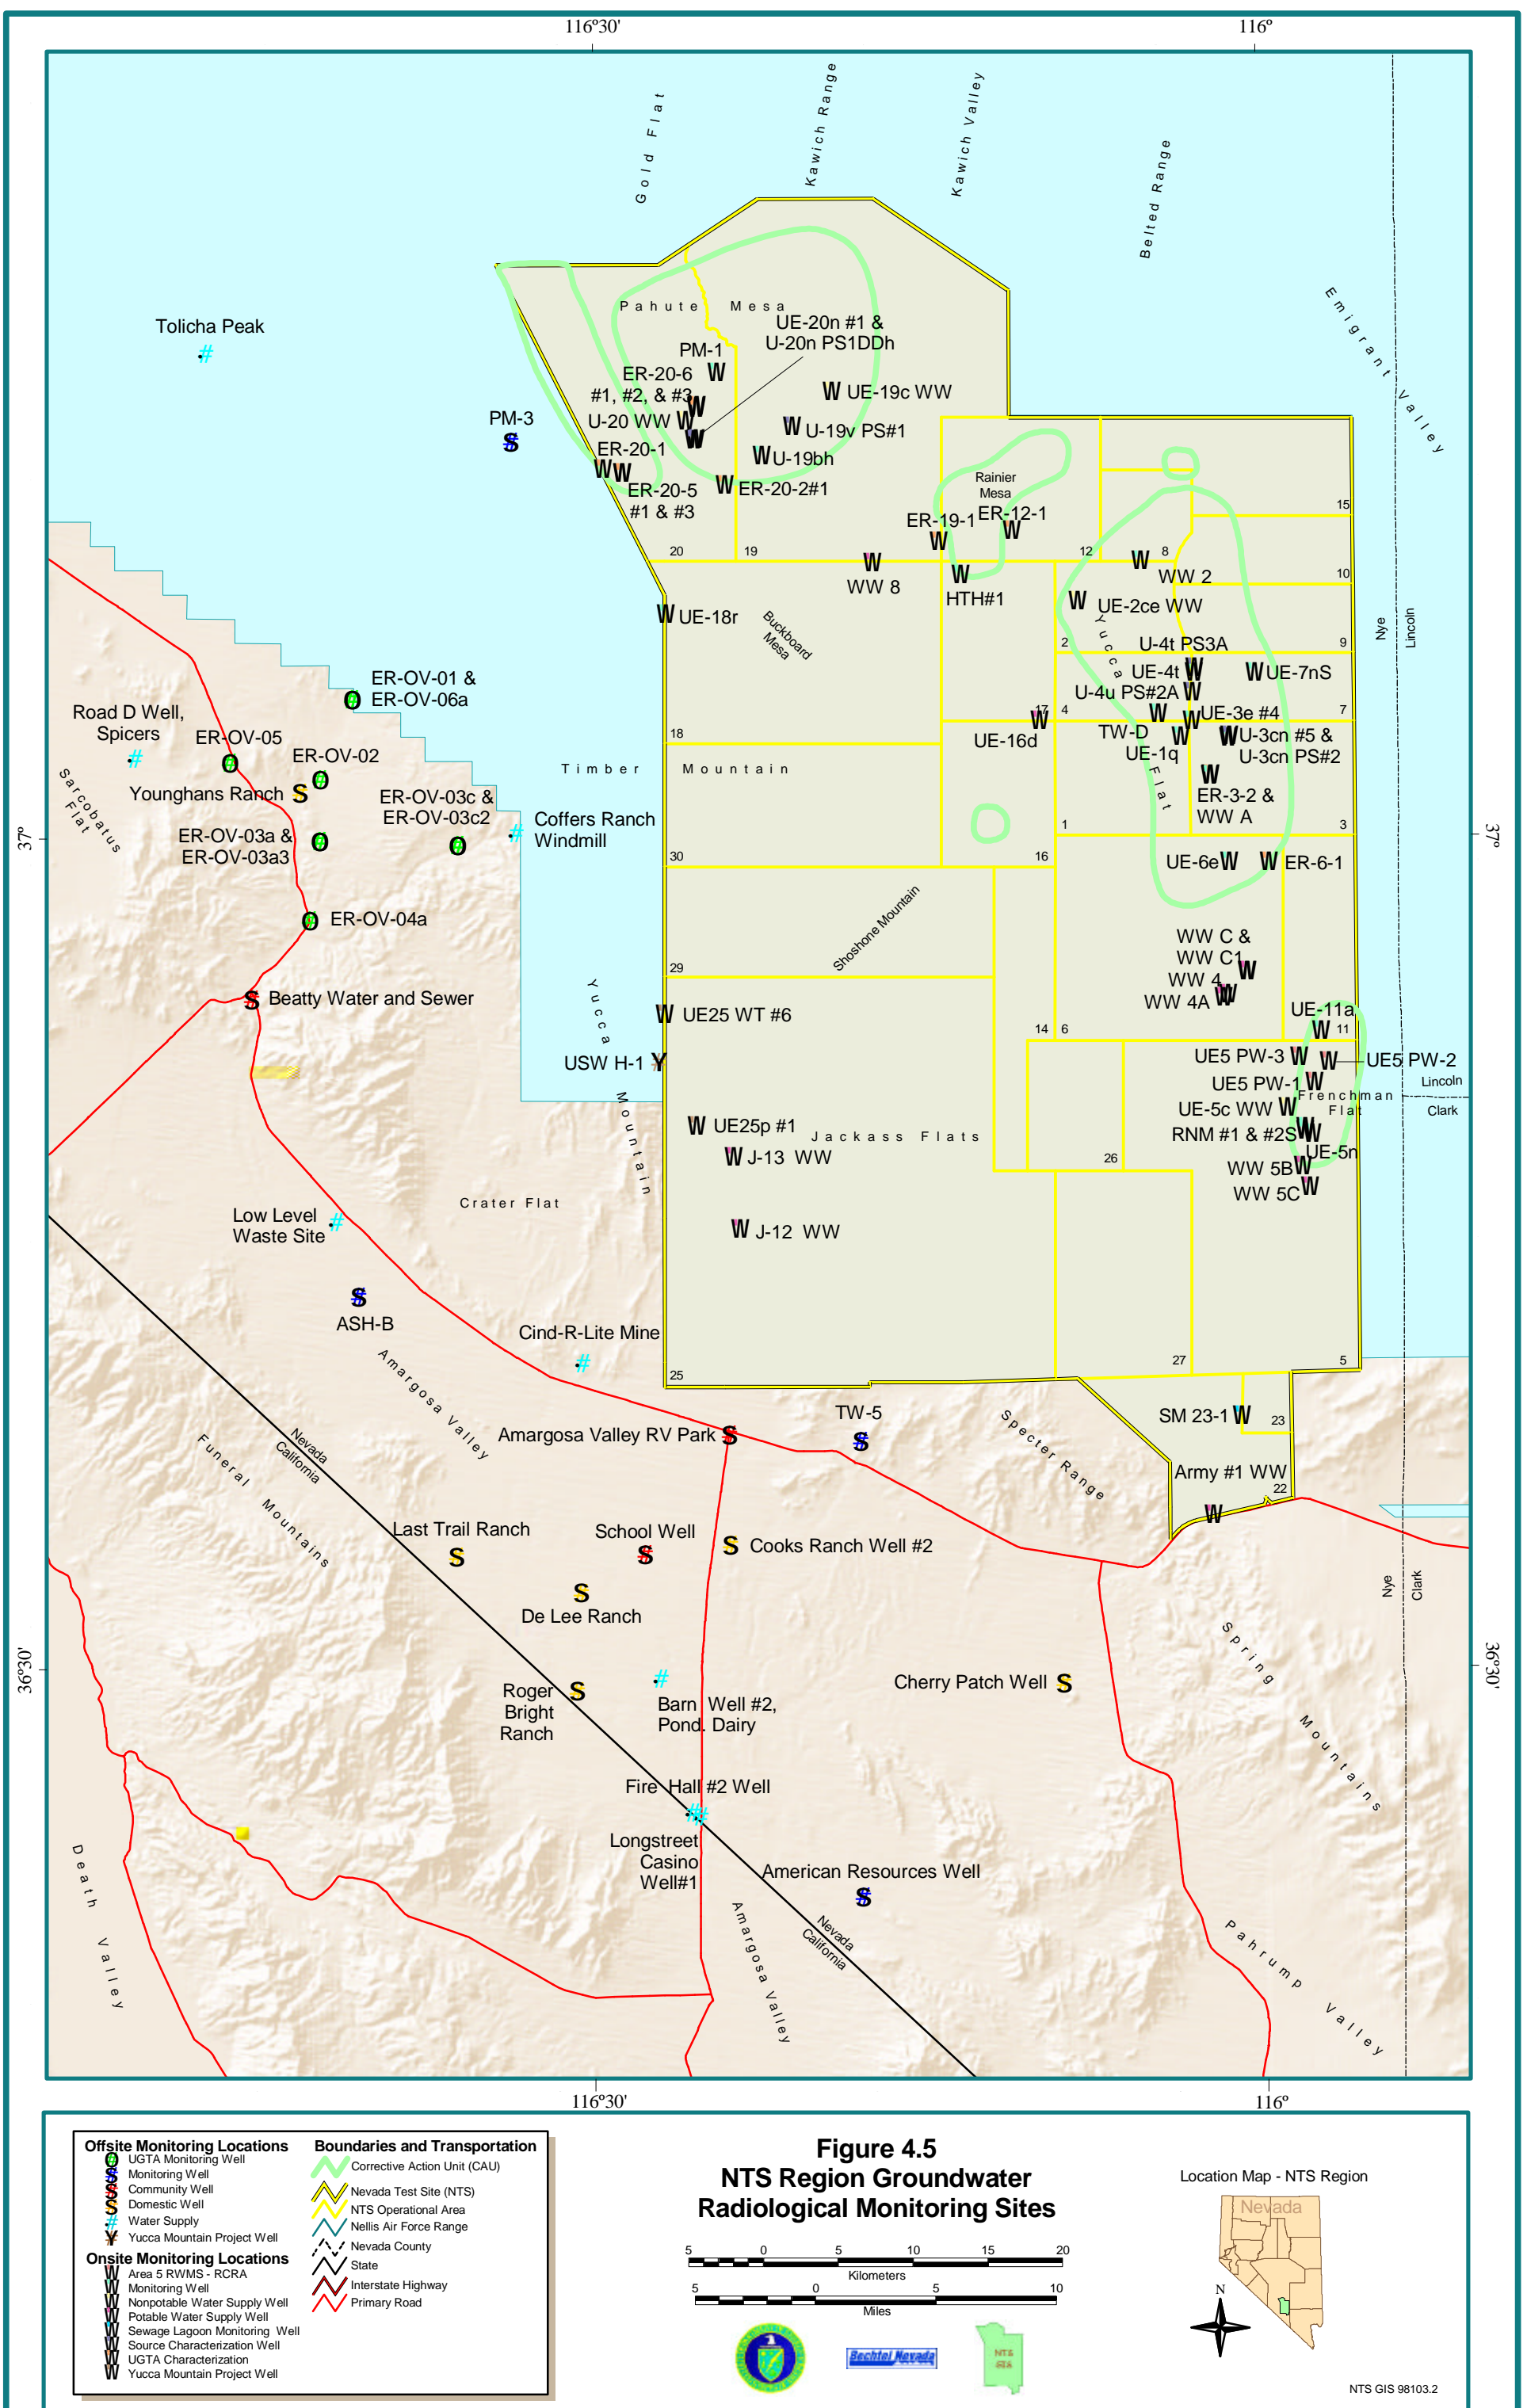 116º30'
116º
Gold Flat
Kawich Range
Kawich Valley
Belted Range
Emigrant Valley
Pahute Mesa
Tolicha Peak
UE-20n #1 &
U-20n PS1DDh
PM-1
ER-20-6
#1, #2, & #3
UE-19c WW
PM-3
U-20 WW
U-19v PS#1
ER-20-1
U-19bh
ER-20-5
#1 & #3
ER-20-2#1
Rainier
Mesa
15
ER-19-1
ER-12-1
20
19
12
8
WW 8
WW 2
10
HTH#1
UE-2ce WW
UE-18r
Buckboard
Mesa
Yucca
Flat
2
9
Nye
Lincoln
U-4t PS3A
UE-4t
UE-7nS
ER-OV-01 &
ER-OV-06a
U-4u PS#2A
Road D Well,
Spicers
17
4
UE-3e #4
7
ER-OV-05
TW-D
U-3cn #5 &
18
UE-16d
UE-1q
U-3cn PS#2
ER-OV-02
Timber Mountain
Sarcobatus
Flat
Younghans Ranch
ER-OV-03c &
ER-OV-03c2
ER-3-2 &
WW A
Coffers Ranch
Windmill
ER-OV-03a &
ER-OV-03a3
1
3
37º
37º
30
16
UE-6e
ER-6-1
ER-OV-04a
Shoshone Mountain
WW C &
WW C1
29
WW 4
WW 4A
Beatty Water and Sewer
Yucca
Mountain
UE25 WT #6
14
6
UE-11a
11
USW H-1
UE5 PW-3
UE5 PW-2
UE5 PW-1
Lincoln
Clark
Frenchman
Flat
UE-5c WW
UE25p #1
Jackass Flats
RNM #1 & #2S
J-13 WW
26
UE-5n
WW 5B
WW 5C
Crater Flat
Low Level
Waste Site
J-12 WW
ASH-B
Cind-R-Lite Mine
Amargosa Valley
25
27
5
TW-5
Specter Range
SM 23-1
23
Amargosa Valley RV Park
Nevada
California
Funeral Mountains
Army #1 WW
22
Last Trail Ranch
School Well
Cooks Ranch Well #2
De Lee Ranch
Nye
Clark
Spring Mountains
36º30'
36º30'
Roger
Bright
Ranch
Barn Well #2,
Pond. Dairy
Cherry Patch Well
Fire Hall #2 Well
Longstreet
Casino
Well#1
American Resources Well
Death Valley
Amargosa Valley
Nevada
California
Pahrump Valley
116º30'
116º
Offsite Monitoring Locations
UGTA Monitoring Well
Monitoring Well
Community Well
Domestic Well
Water Supply
Yucca Mountain Project Well
Onsite Monitoring Locations
Area 5 RWMS - RCRA
Monitoring Well
Nonpotable Water Supply Well
Potable Water Supply Well
Sewage Lagoon Monitoring Well
Source Characterization Well
UGTA Characterization
Yucca Mountain Project Well
Boundaries and Transportation
Corrective Action Unit (CAU)
Nevada Test Site (NTS)
NTS Operational Area
Nellis Air Force Range
Nevada County
State
Interstate Highway
Primary Road
Figure 4.5
NTS Region Groundwater
Radiological Monitoring Sites
5 0 5 10 15 20
Kilometers
5 0 5 10
Miles
Bechtel Nevada
NTS
GIS
Location Map - NTS Region
Nevada
N
NTS GIS 98103.2